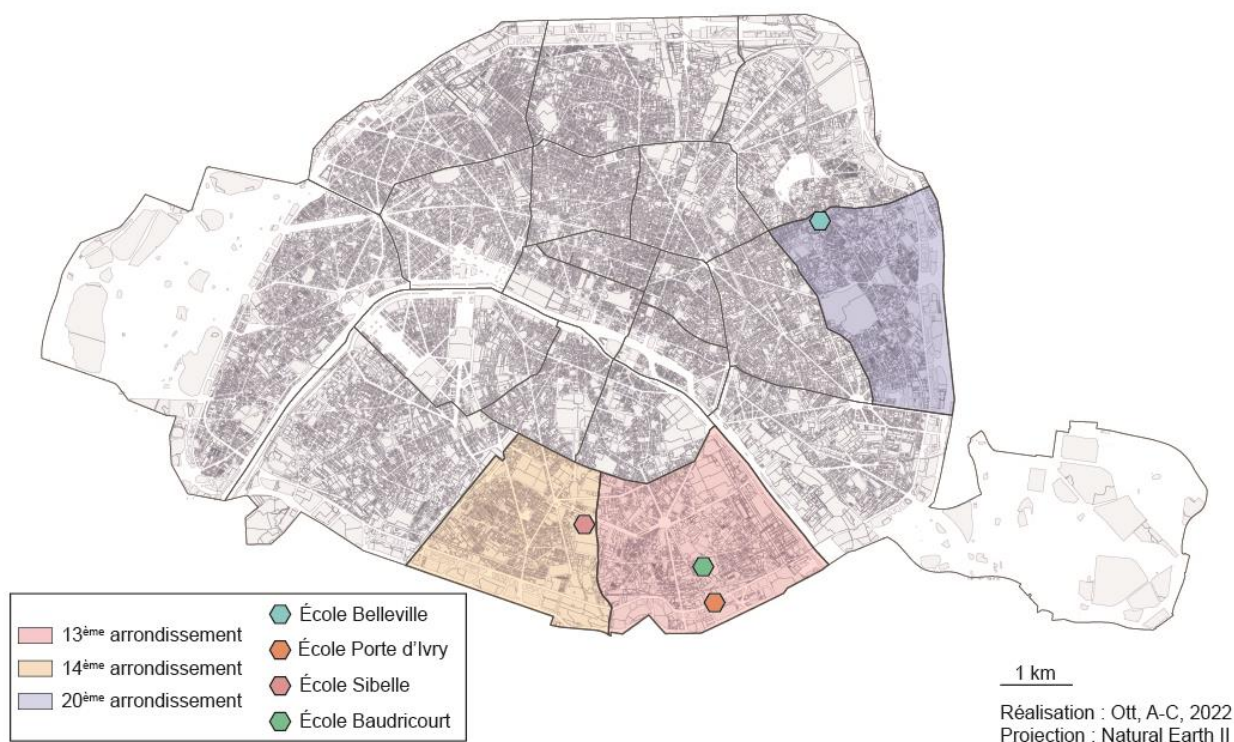 13ème arrondissement
14ème arrondissement
20ème arrondissement
École Belleville
École Porte d'Ivry
École Sibelle
École Baudricourt
1 km
Réalisation : Ott, A-C, 2022
Projection : Natural Earth II